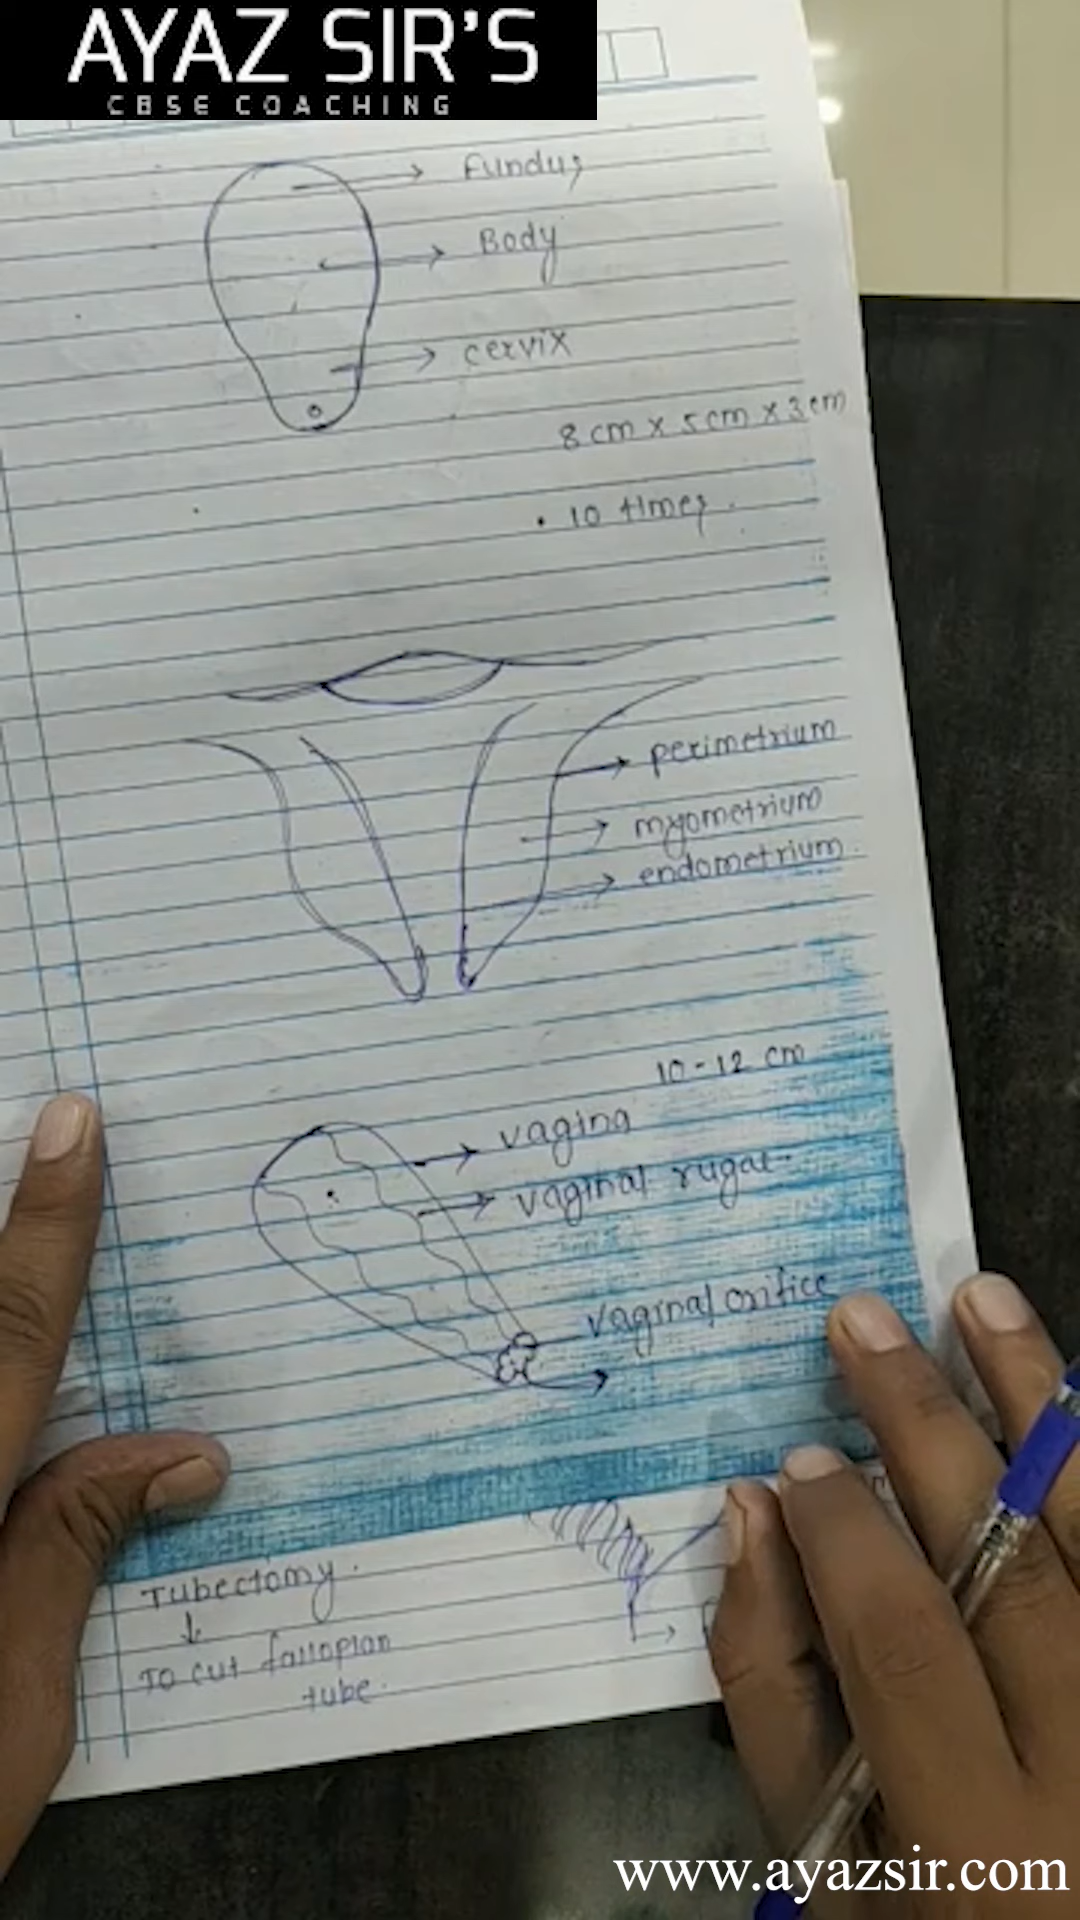 AYAZ SIR'S
CBSE COACHING
Fundus
Body
cervix
8 cm x 5 cm x 3 cm
• 10 times.
perimetrium
myometrium
endometrium.
10-12 cm
vagina
vaginal rugae
vaginal orifice
Tubectomy.
To cut fallopian
tube.
www.ayazsir.com